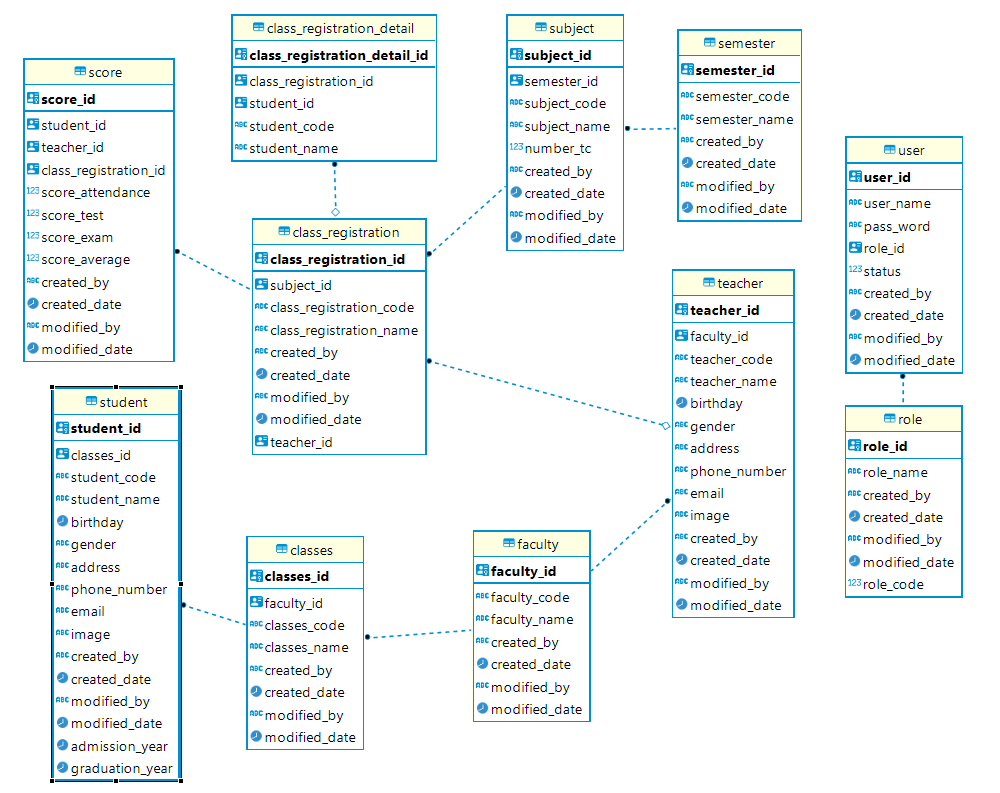 class_registration_detail
class_registration_detail_id
class_registration_id
student_id
student_code
student_name
subject
subject_id
semester_id
subject_code
subject_name
number_tc
created_by
created_date
modified_by
modified_date
semester
semester_id
semester_code
semester_name
created_by
created_date
modified_by
modified_date
score
score_id
student_id
teacher_id
class_registration_id
score_attendance
score_test
score_exam
score_average
created_by
created_date
modified_by
modified_date
class_registration
class_registration_id
subject_id
class_registration_code
class_registration_name
created_by
created_date
modified_by
modified_date
teacher_id
user
user_id
user_name
pass_word
role_id
status
created_by
created_date
modified_by
modified_date
teacher
teacher_id
faculty_id
teacher_code
teacher_name
birthday
gender
address
phone_number
email
image
created_by
created_date
modified_by
modified_date
role
role_id
role_name
created_by
created_date
modified_by
modified_date
role_code
student
student_id
classes_id
student_code
student_name
birthday
gender
address
phone_number
email
image
created_by
created_date
modified_by
modified_date
admission_year
graduation_year
classes
classes_id
faculty_id
classes_code
classes_name
created_by
created_date
modified_by
modified_date
faculty
faculty_id
faculty_code
faculty_name
created_by
created_date
modified_by
modified_date